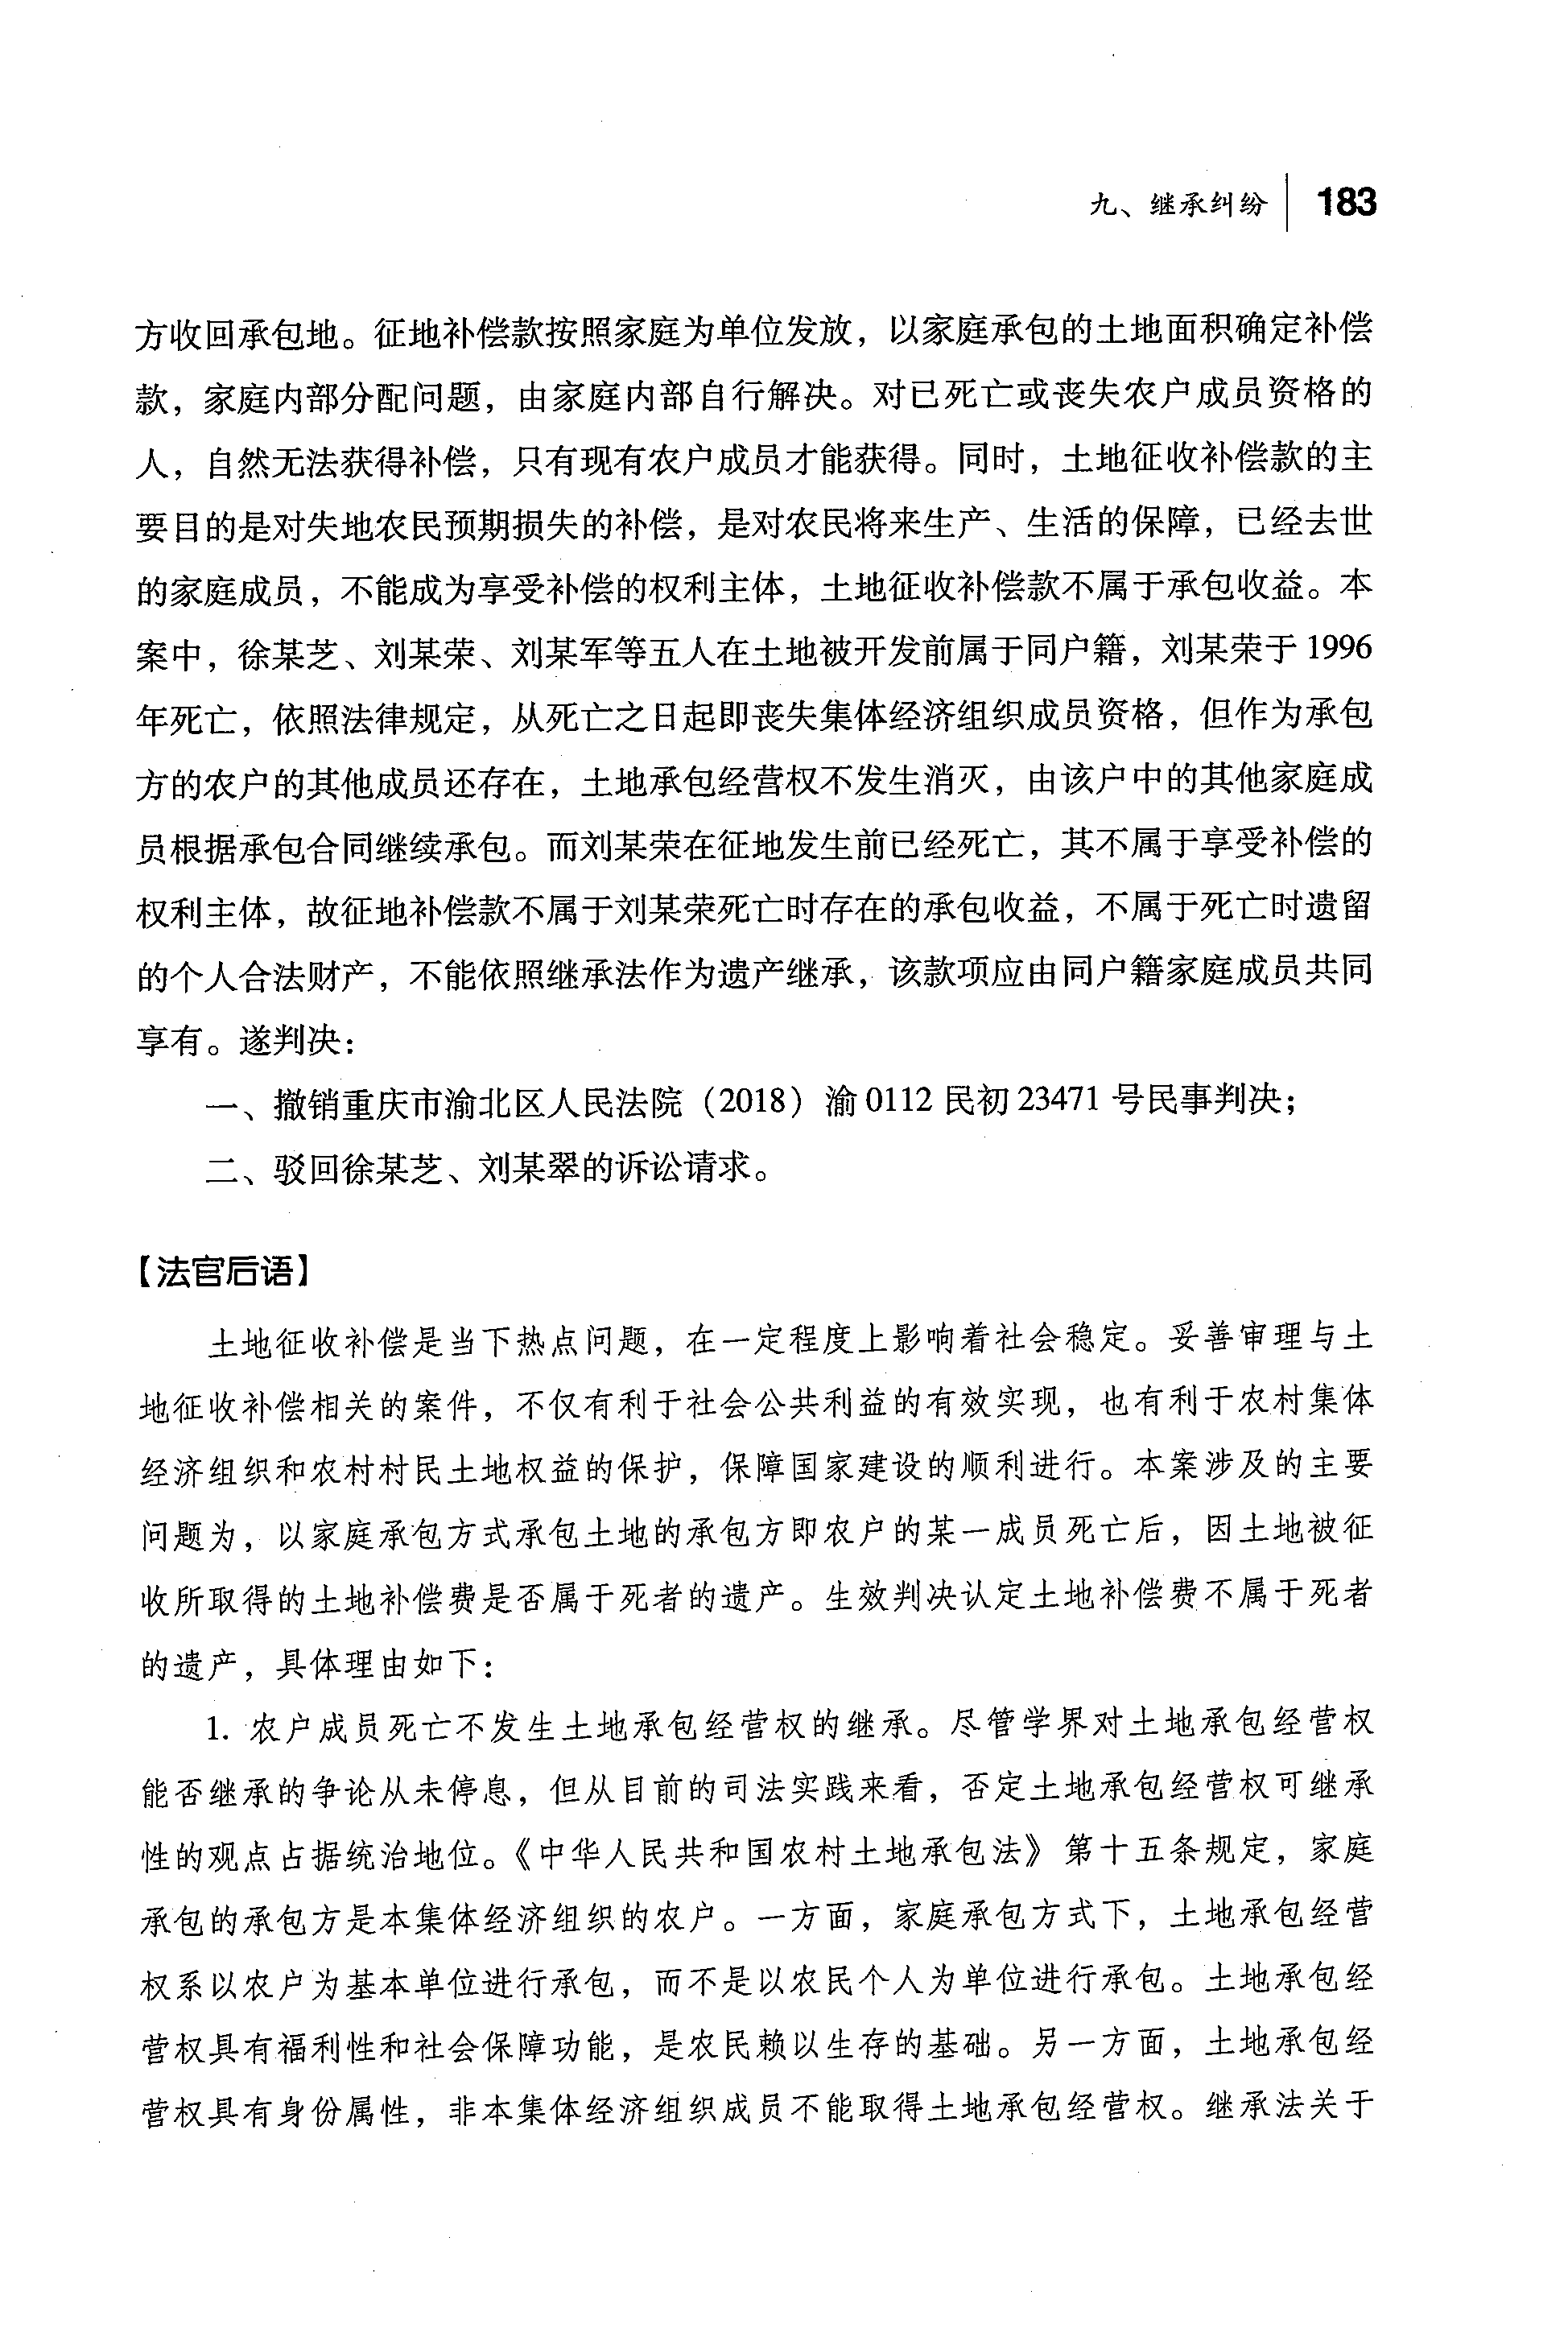 九、继承纠纷 183
方收回承包地。征地补偿款按照家庭为单位发放，以家庭承包的土地面积确定补偿
款，家庭内部分配问题，由家庭内部自行解决。对已死亡或丧失农户成员资格的
人，自然无法获得补偿，只有现有农户成员才能获得。同时，土地征收补偿款的主
要目的是对失地农民预期损失的补偿，是对农民将来生产、生活的保障，已经去世
的家庭成员，不能成为享受补偿的权利主体，土地征收补偿款不属于承包收益。本
案中，徐某芝、刘某荣、刘某军等五人在土地被开发前属于同户籍，刘某荣于1996
年死亡，依照法律规定，从死亡之日起即丧失集体经济组织成员资格，但作为承包
方的农户的其他成员还存在，土地承包经营权不发生消灭，由该户中的其他家庭成
员根据承包合同继续承包。而刘某荣在征地发生前已经死亡，其不属于享受补偿的
权利主体，故征地补偿款不属于刘某荣死亡时存在的承包收益，不属于死亡时遗留
的个人合法财产，不能依照继承法作为遗产继承，该款项应由同户籍家庭成员共同
享有。遂判决：
一、撤销重庆市渝北区人民法院（2018）渝0112民初23471号民事判决；
二、驳回徐某芝、刘某翠的诉讼请求。
【法官后语】
土地征收补偿是当下热点问题，在一定程度上影响着社会稳定。妥善审理与土
地征收补偿相关的案件，不仅有利于社会公共利益的有效实现，也有利于农村集体
经济组织和农村村民土地权益的保护，保障国家建设的顺利进行。本案涉及的主要
问题为，以家庭承包方式承包土地的承包方即农户的某一成员死亡后，因土地被征
收所取得的土地补偿费是否属于死者的遗产。生效判决认定土地补偿费不属于死者
的遗产，具体理由如下：
1. 农户成员死亡不发生土地承包经营权的继承。尽管学界对土地承包经营权
能否继承的争论从未停息，但从目前的司法实践来看，否定土地承包经营权可继承
性的观点占据统治地位。《中华人民共和国农村土地承包法》第十五条规定，家庭
承包的承包方是本集体经济组织的农户。一方面，家庭承包方式下，土地承包经营
权系以农户为基本单位进行承包，而不是以农民个人为单位进行承包。土地承包经
营权具有福利性和社会保障功能，是农民赖以生存的基础。另一方面，土地承包经
营权具有身份属性，非本集体经济组织成员不能取得土地承包经营权。继承法关于